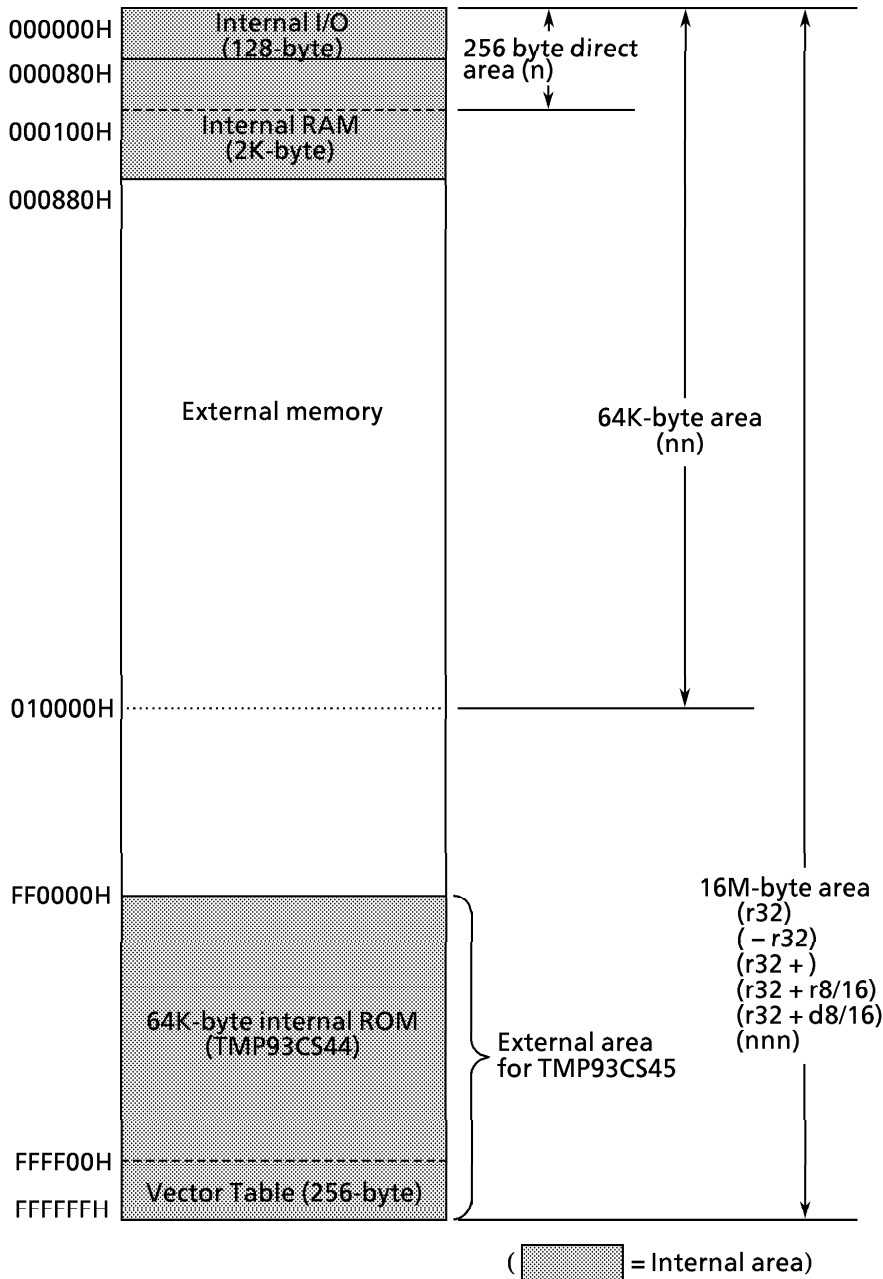 000000H
Internal I/O
(128-byte)
000080H
256 byte direct
area (n)
000100H
Internal RAM
(2K-byte)
000880H
External memory
64K-byte area
(nn)
010000H
FF0000H
16M-byte area
(r32)
( – r32)
(r32 + )
(r32 + r8/16)
(r32 + d8/16)
(nnn)
64K-byte internal ROM
(TMP93CS44)
External area
for TMP93CS45
FFFF00H
Vector Table (256-byte)
FFFFFFH
( = Internal area)